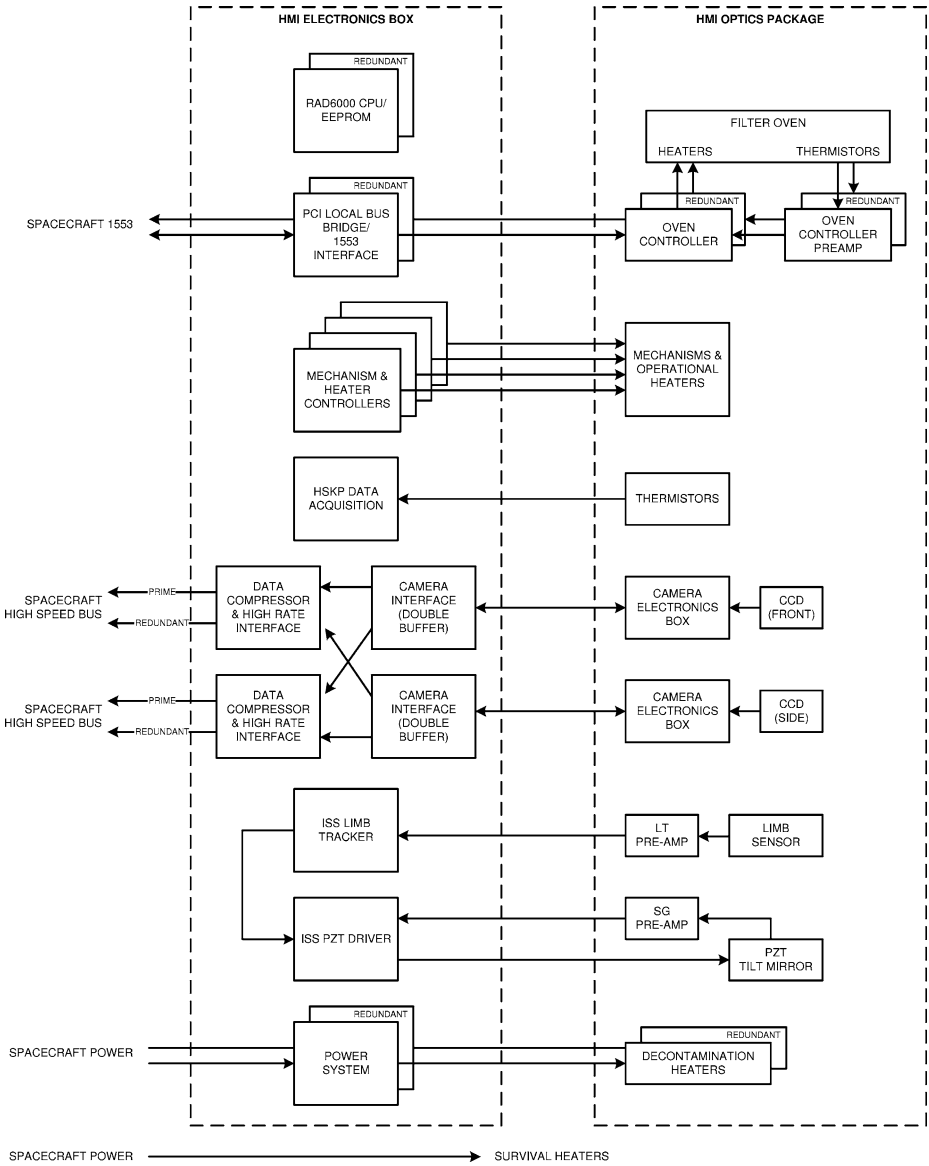 HMI ELECTRONICS BOX
HMI OPTICS PACKAGE
REDUNDANT
RAD6000 CPU/
EEPROM
FILTER OVEN
HEATERS
THERMISTORS
SPACECRAFT 1553
REDUNDANT
PCI LOCAL BUS
BRIDGE/
1553
INTERFACE
REDUNDANT
OVEN
CONTROLLER
REDUNDANT
OVEN
CONTROLLER
PREAMP
MECHANISM &
HEATER
CONTROLLERS
MECHANISMS &
OPERATIONAL
HEATERS
HSKP DATA
ACQUISITION
THERMISTORS
SPACECRAFT
HIGH SPEED BUS
PRIME
REDUNDANT
DATA
COMPRESSOR
& HIGH RATE
INTERFACE
CAMERA
INTERFACE
(DOUBLE
BUFFER)
CAMERA
ELECTRONICS
BOX
CCD
(FRONT)
SPACECRAFT
HIGH SPEED BUS
PRIME
REDUNDANT
DATA
COMPRESSOR
& HIGH RATE
INTERFACE
CAMERA
INTERFACE
(DOUBLE
BUFFER)
CAMERA
ELECTRONICS
BOX
CCD
(SIDE)
ISS LIMB
TRACKER
LT
PRE-AMP
LIMB
SENSOR
ISS PZT DRIVER
SG
PRE-AMP
PZT
TILT MIRROR
SPACECRAFT POWER
REDUNDANT
POWER
SYSTEM
REDUNDANT
DECONTAMINATION
HEATERS
SPACECRAFT POWER
SURVIVAL HEATERS